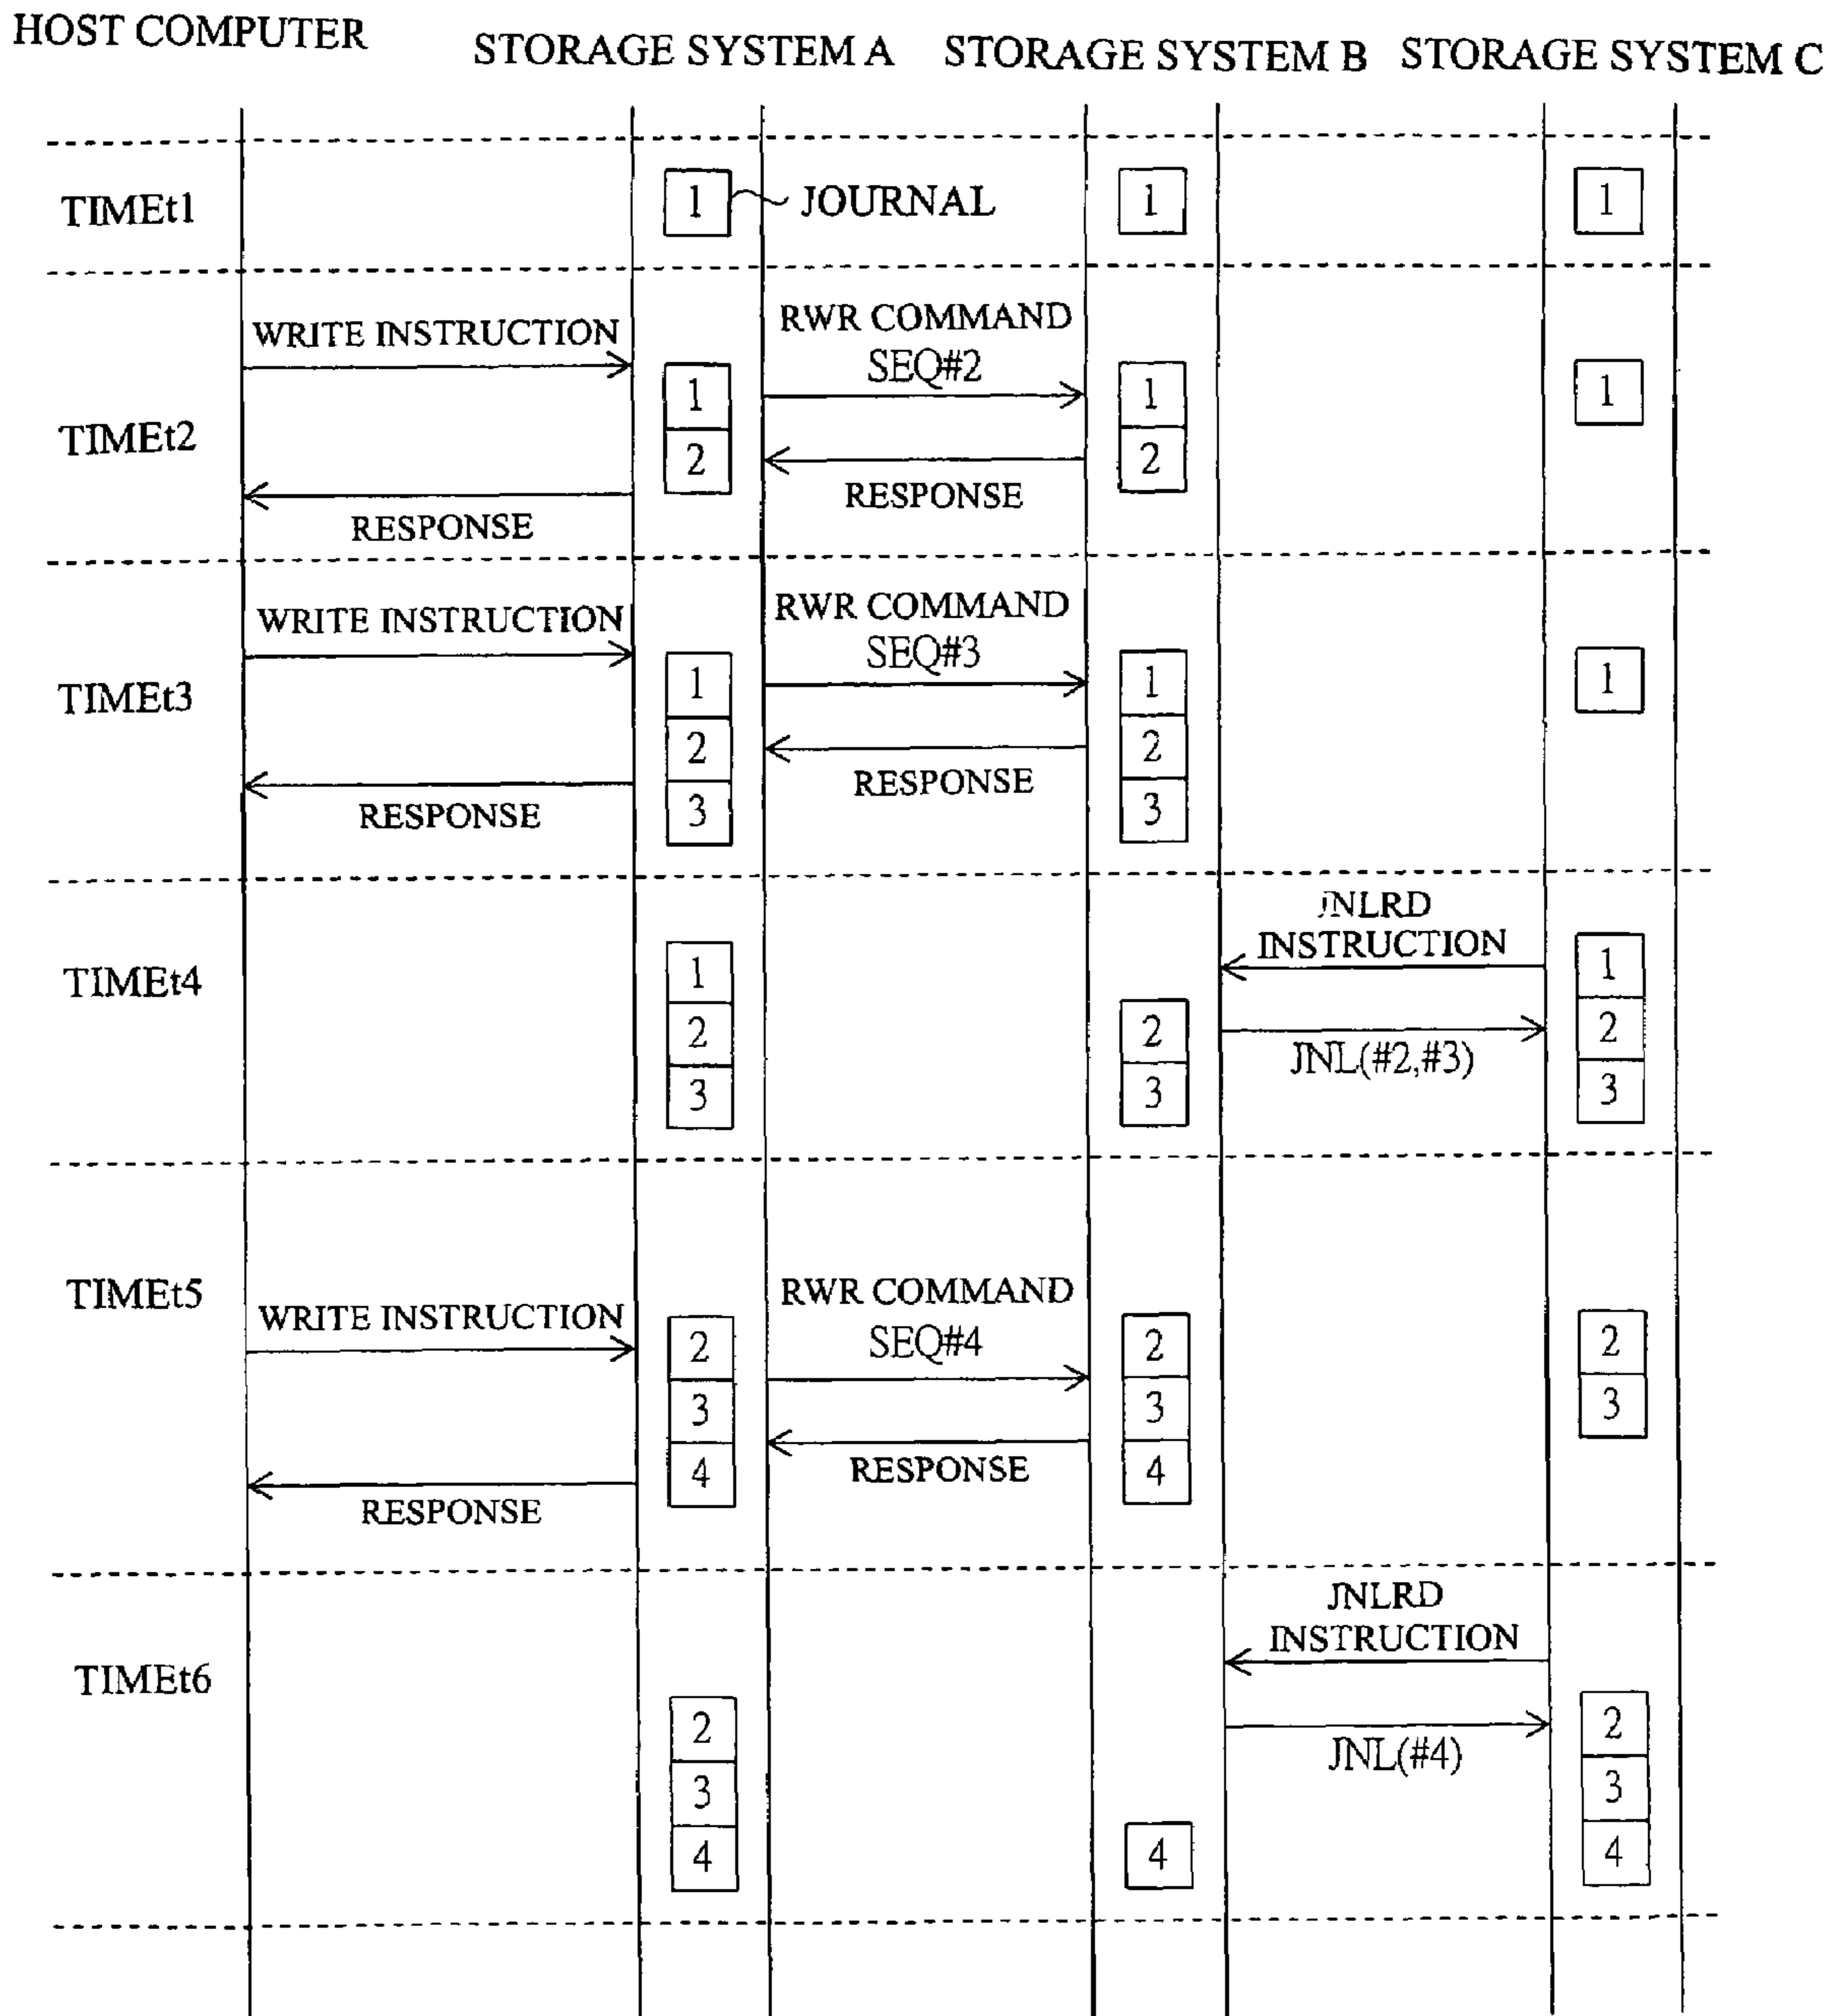 HOST COMPUTER
STORAGE SYSTEM A
STORAGE SYSTEM B
STORAGE SYSTEM C
TIMEt1
1
JOURNAL
1
1
WRITE INSTRUCTION
RWR COMMAND
SEQ#2
TIMEt2
1
2
1
2
1
RESPONSE
RESPONSE
WRITE INSTRUCTION
RWR COMMAND
SEQ#3
TIMEt3
1
2
3
1
2
3
1
RESPONSE
RESPONSE
JNLRD
INSTRUCTION
TIMEt4
1
2
3
2
3
JNL(#2,#3)
1
2
3
TIMEt5
WRITE INSTRUCTION
RWR COMMAND
SEQ#4
2
3
4
2
3
4
2
3
RESPONSE
RESPONSE
JNLRD
INSTRUCTION
TIMEt6
2
3
4
4
JNL(#4)
2
3
4